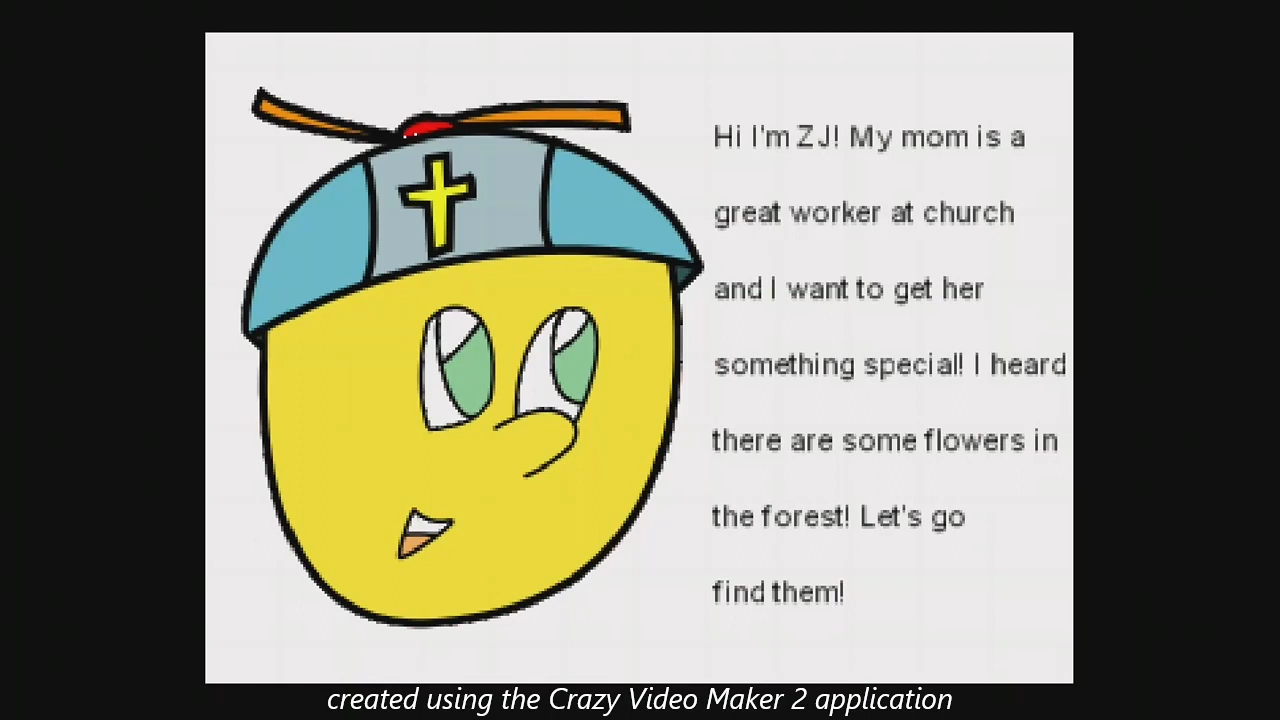 Hi I'm ZJ! My mom is a
great worker at church
and I want to get her
something special! I heard
there are some flowers in
the forest! Let's go
find them!
created using the Crazy Video Maker 2 application